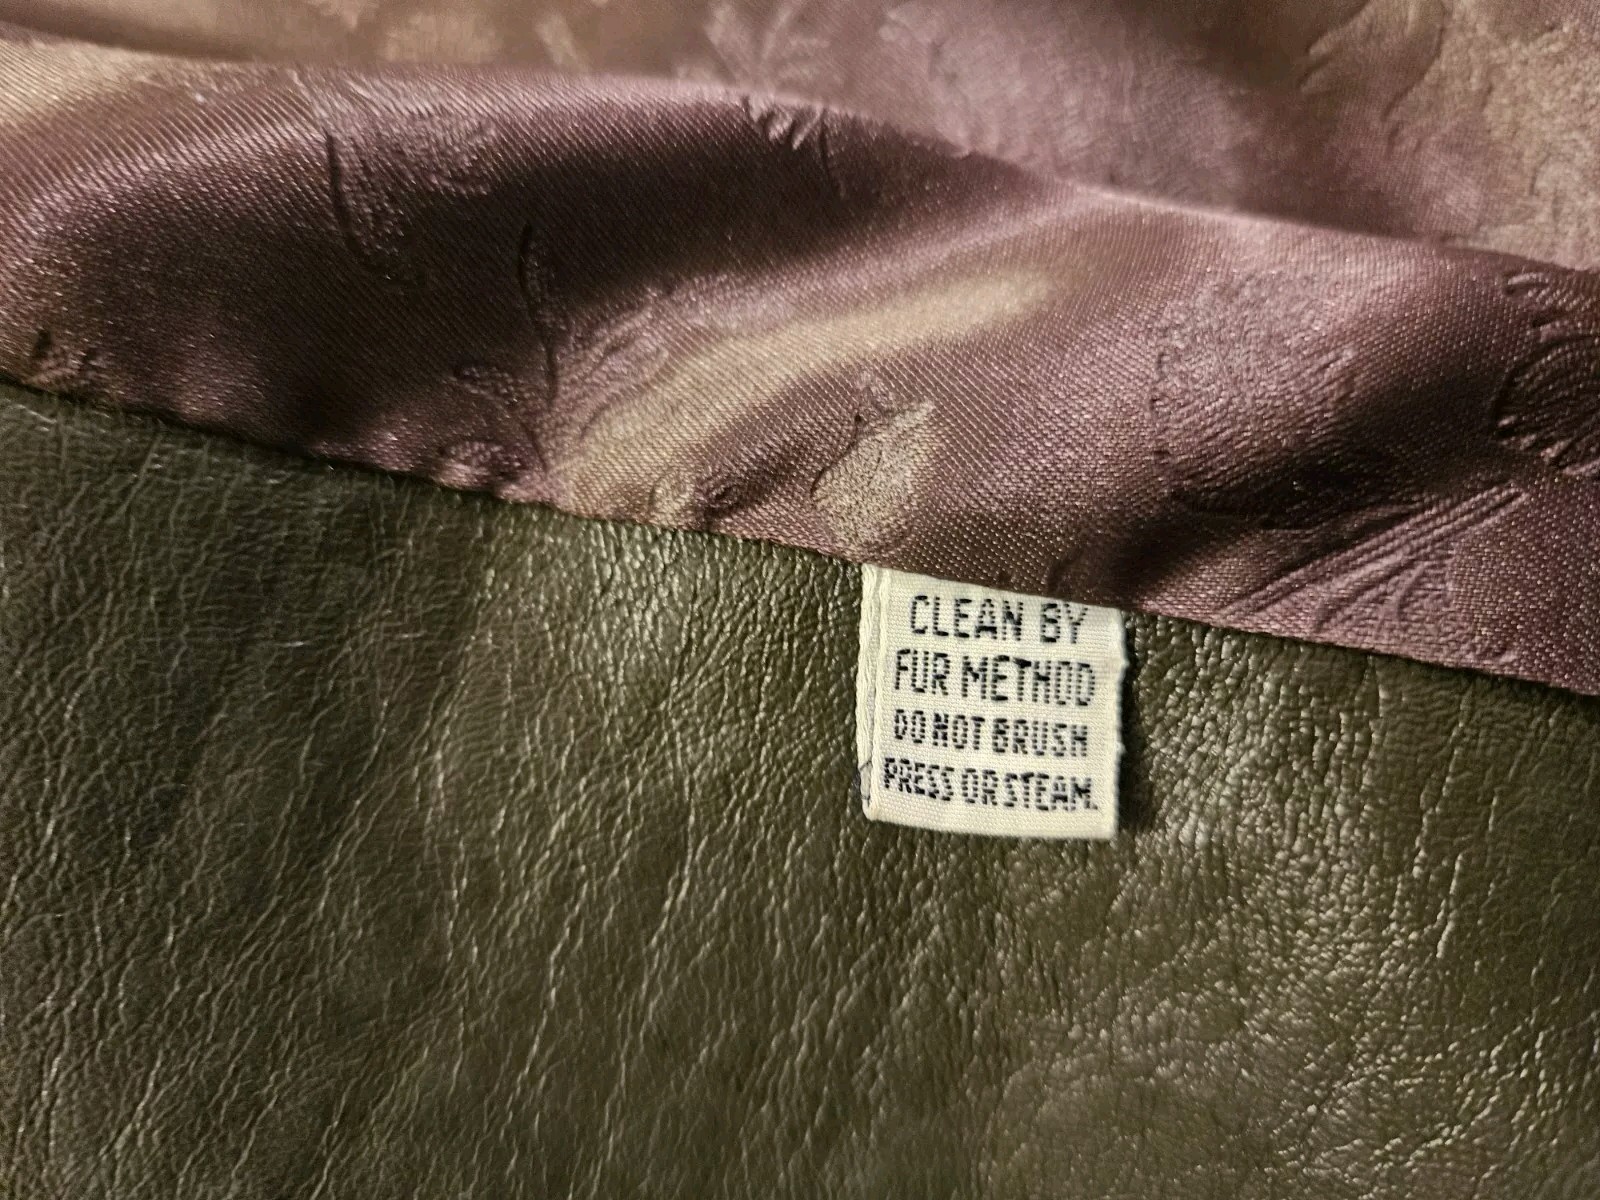 CLEAN BY
FUR METHOD
DO NOT BRUSH
PRESS OR STEAM.